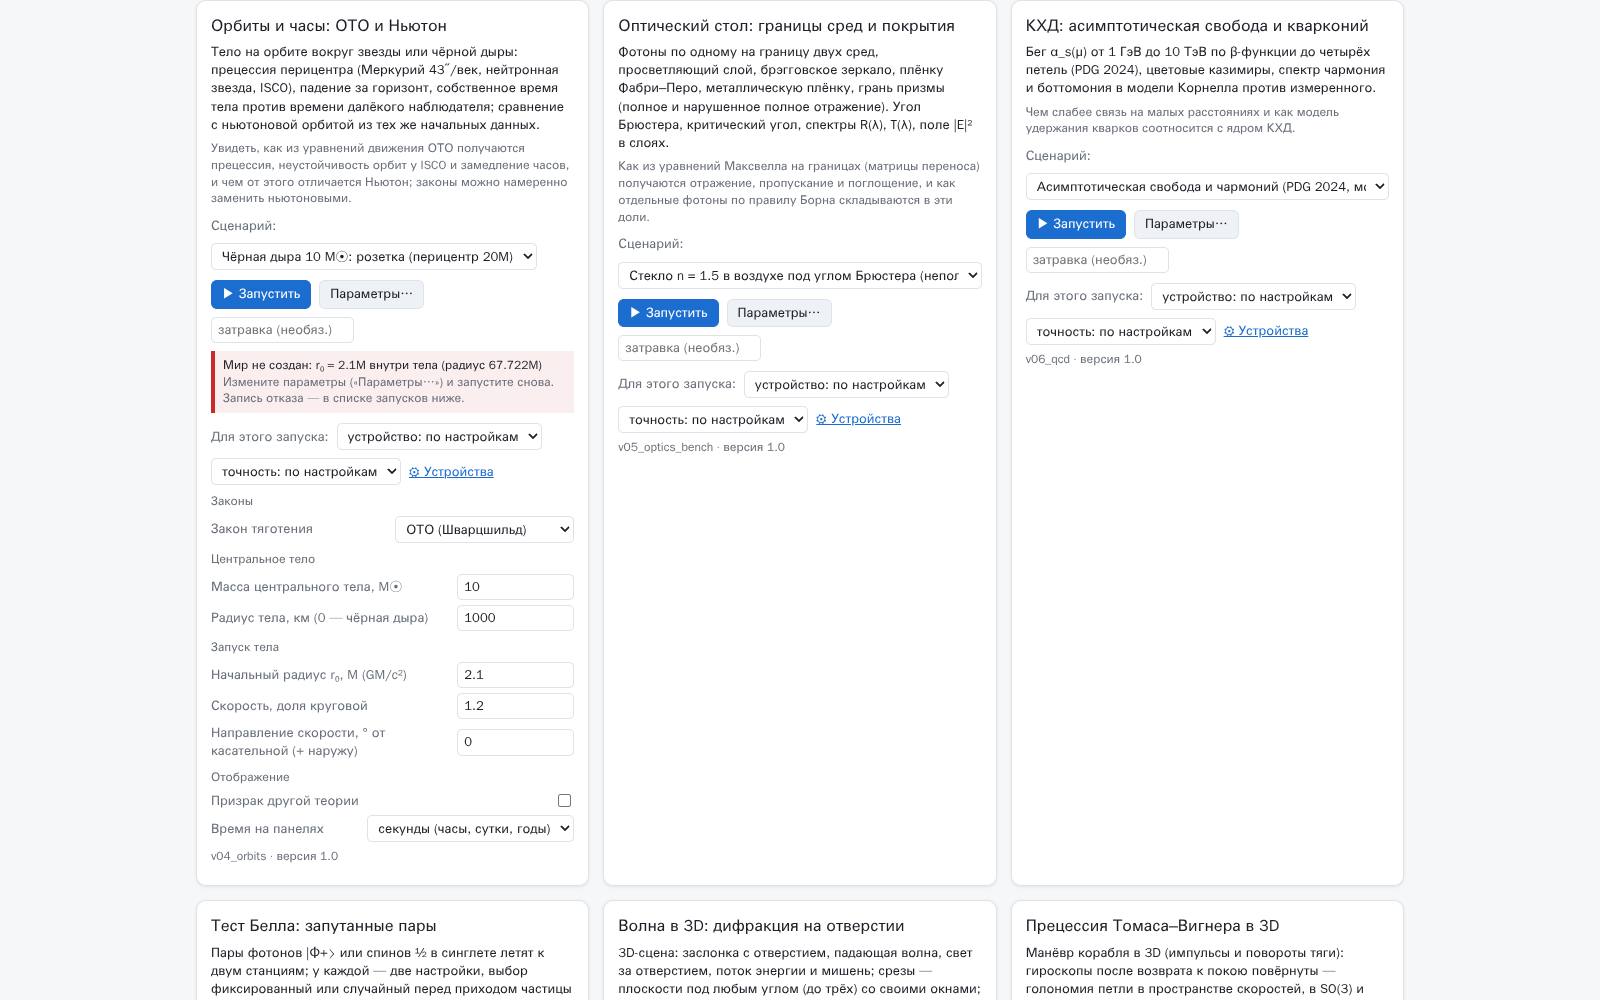 Орбиты и часы: ОТО и Ньютон
Тело на орбите вокруг звезды или чёрной дыры:
прецессия перицентра (Меркурий 43″/век, нейтронная
звезда, ISCO), падение за горизонт, собственное время
тела против времени далёкого наблюдателя; сравнение
с ньютоновой орбитой из тех же начальных данных.
Увидеть, как из уравнений движения ОТО получаются
прецессия, неустойчивость орбит у ISCO и замедление часов,
и чем от этого отличается Ньютон; законы можно намеренно
заменить ньютоновыми.
Сценарий:
Чёрная дыра 10 M☉: розетка (перицентр 20M)
▶ Запустить
Параметры…
затравка (необяз.)
Мир не создан: r₀ = 2.1M внутри тела (радиус 67.722M)
Измените параметры («Параметры…») и запустите снова.
Запись отказа — в списке запусков ниже.
Для этого запуска:
устройство: по настройкам
точность: по настройкам
⚙ Устройства
Законы
Закон тяготения
ОТО (Шварцшильд)
Центральное тело
Масса центрального тела, M☉
10
Радиус тела, км (0 — чёрная дыра)
1000
Запуск тела
Начальный радиус r₀, M (GM/c²)
2.1
Скорость, доля круговой
1.2
Направление скорости, ° от
касательной (+ наружу)
0
Отображение
Призрак другой теории
Время на панелях
секунды (часы, сутки, годы)
v04_orbits · версия 1.0
Оптический стол: границы сред и покрытия
Фотоны по одному на границу двух сред,
просветляющий слой, брэгговское зеркало, плёнку
Фабри–Перо, металлическую плёнку, грань призмы
(полное и нарушенное полное отражение). Угол
Брюстера, критический угол, спектры R(λ), T(λ), поле |E|²
в слоях.
Как из уравнений Максвелла на границах (матрицы переноса)
получаются отражение, пропускание и поглощение, и как
отдельные фотоны по правилу Борна складываются в эти
доли.
Сценарий:
Стекло n = 1.5 в воздухе под углом Брюстера (непол
▶ Запустить
Параметры…
затравка (необяз.)
Для этого запуска:
устройство: по настройкам
точность: по настройкам
⚙ Устройства
v05_optics_bench · версия 1.0
КХД: асимптотическая свобода и кварконий
Бег α_s(μ) от 1 ГэВ до 10 ТэВ по β-функции до четырёх
петель (PDG 2024), цветовые казимиры, спектр чармония
и боттомония в модели Корнелла против измеренного.
Чем слабее связь на малых расстояниях и как модель
удержания кварков соотносится с ядром КХД.
Сценарий:
Асимптотическая свобода и чармоний (PDG 2024, мо
▶ Запустить
Параметры…
затравка (необяз.)
Для этого запуска:
устройство: по настройкам
точность: по настройкам
⚙ Устройства
v06_qcd · версия 1.0
Тест Белла: запутанные пары
Пары фотонов |Φ+⟩ или спинов ½ в синглете летят к
двум станциям; у каждой — две настройки, выбор
фиксированный или случайный перед приходом частицы
Волна в 3D: дифракция на отверстии
3D-сцена: заслонка с отверстием, падающая волна, свет
за отверстием, поток энергии и мишень; срезы —
плоскости под любым углом (до трёх) со своими окнами;
Прецессия Томаса–Вигнера в 3D
Манёвр корабля в 3D (импульсы и повороты тяги):
гироскопы после возврата к покою повёрнуты —
голономия петли в пространстве скоростей, в SO(3) и